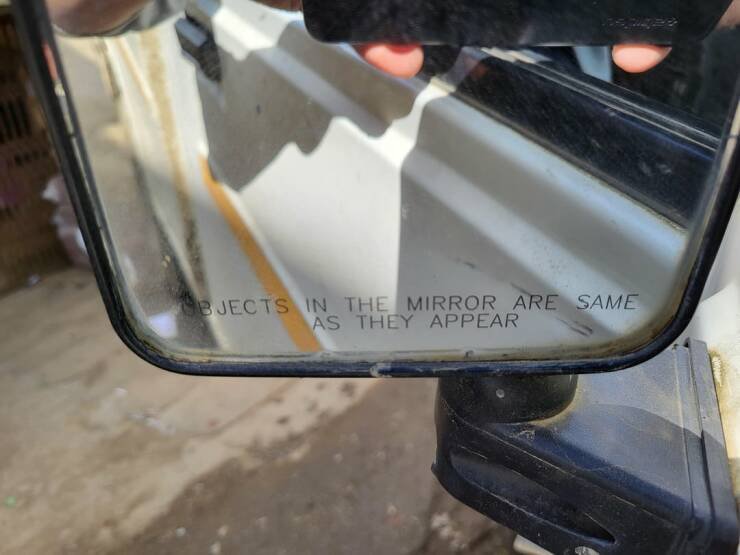 OBJECTS IN THE MIRROR ARE SAME
AS THEY APPEAR